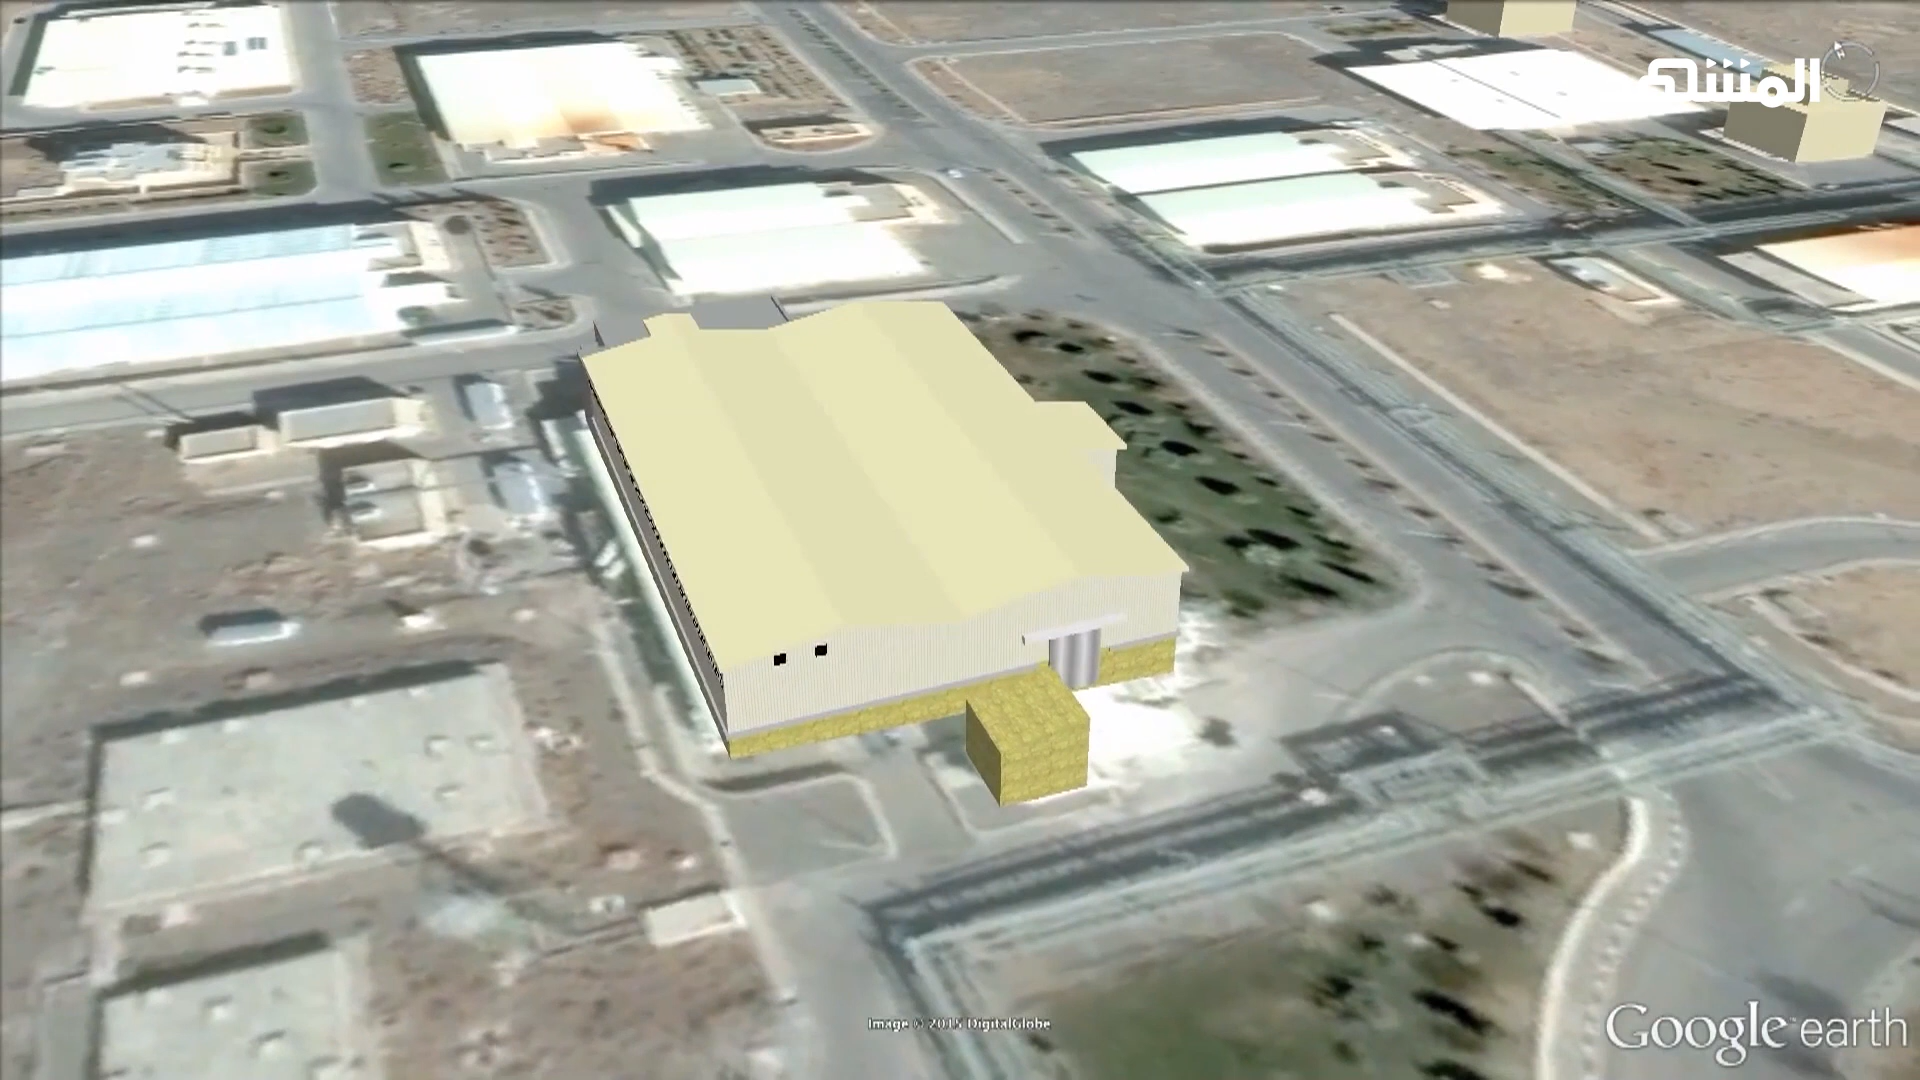 المشهد
Image © 2015 DigitalGlobe
Google earth